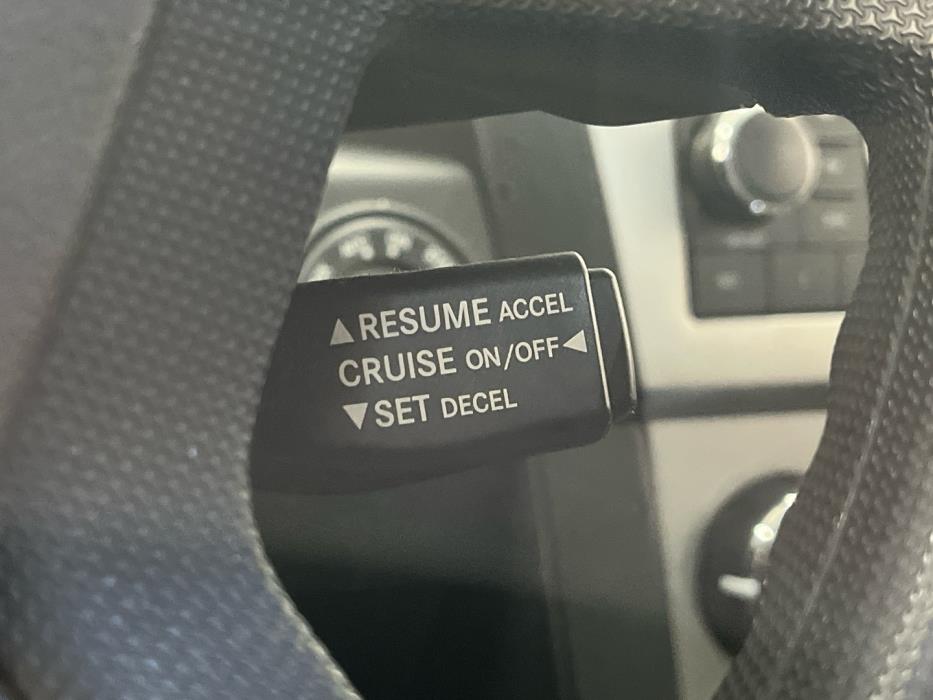 ▲RESUME ACCEL
CRUISE ON/OFF◀
▼SET DECEL